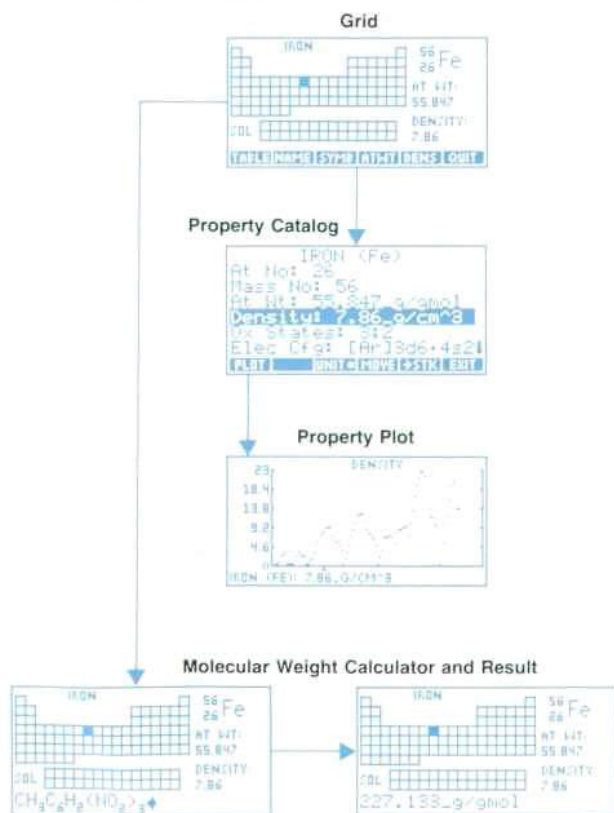 Grid
IRON
56
26 Fe
AT WT:
55.847
DENSITY:
7.86
SOL
TABLE NAME SYMB ATWT DENS QUIT
Property Catalog
IRON (Fe)
At No: 26
Mass No: 56
At Wt: 55.847_g/gmol
Density: 7.86_g/cm^3
Ox States: 3;2
Elec Cfg: [Ar]3d6+4s2↓
PLOT UNIT▪ MOVE →STK EXIT
Property Plot
DENSITY
23
18.4
13.8
9.2
4.6
0
IRON (FE): 7.86_G/CM^3
Molecular Weight Calculator and Result
IRON
56
26 Fe
AT WT:
55.847
DENSITY:
7.86
SOL
CH₃C₆H₂(NO₂)₃♦
IRON
56
26 Fe
AT WT:
55.847
DENSITY:
7.86
SOL
227.133_g/gmol